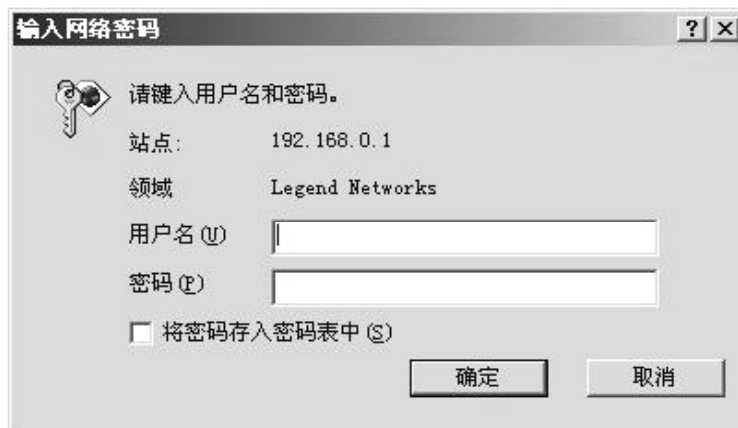 输入网络密码
请键入用户名和密码。
站点: 192.168.0.1
领域 Legend Networks
用户名(U)
密码(P)
将密码存入密码表中(S)
确定 取消